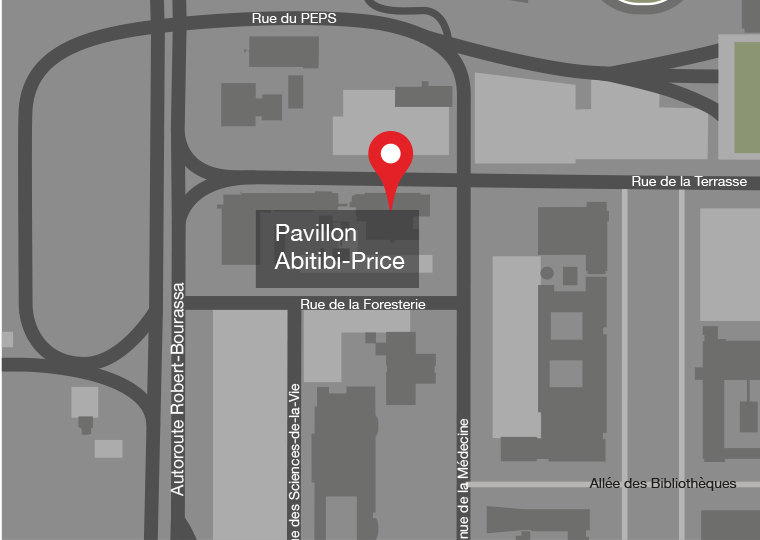 Rue du PEPS
Rue de la Terrasse
Pavillon
Abitibi-Price
Rue de la Foresterie
Autoroute Robert-Bourassa
des Sciences-de-la-Vie
de la Médecine
Allée des Bibliothèques